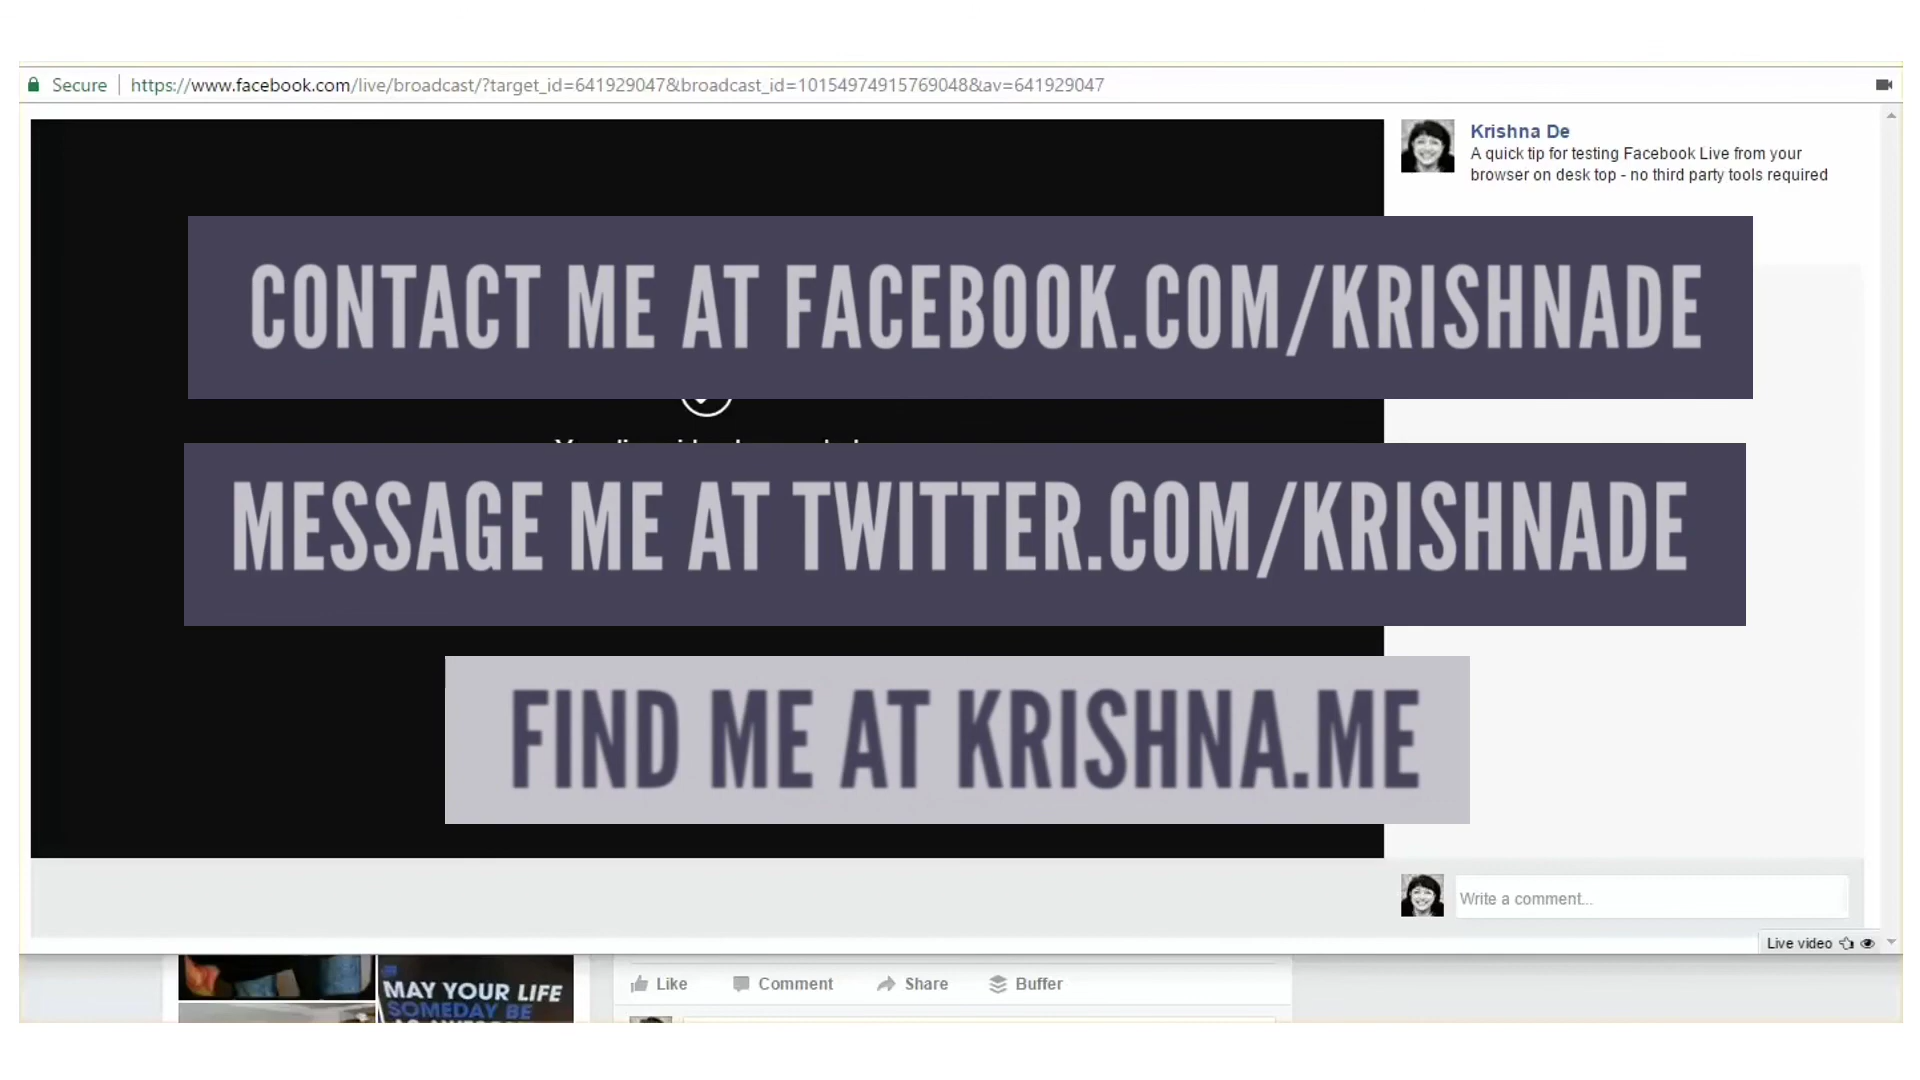 Secure https://www.facebook.com/live/broadcast/?target_id=641929047&broadcast_id=10154974915769048&av=641929047
Krishna De
A quick tip for testing Facebook Live from your
browser on desk top - no third party tools required
CONTACT ME AT FACEBOOK.COM/KRISHNADE
MESSAGE ME AT TWITTER.COM/KRISHNADE
FIND ME AT KRISHNA.ME
Write a comment...
Live video
Like Comment Share Buffer
MAY YOUR LIFE
SOMEDAY BE